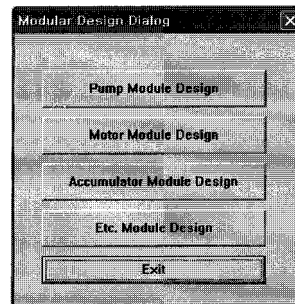 Modular Design Dialog
Pump Module Design
Motor Module Design
Accumulator Module Design
Etc. Module Design
Exit